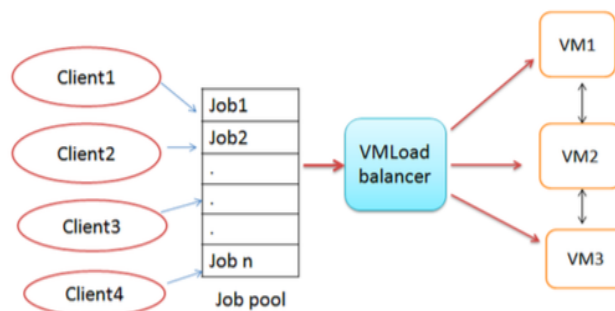 Client1
Client2
Client3
Client4
Job1
Job2
.
.
.
Job n
Job pool
VMLoad
balancer
VM1
VM2
VM3